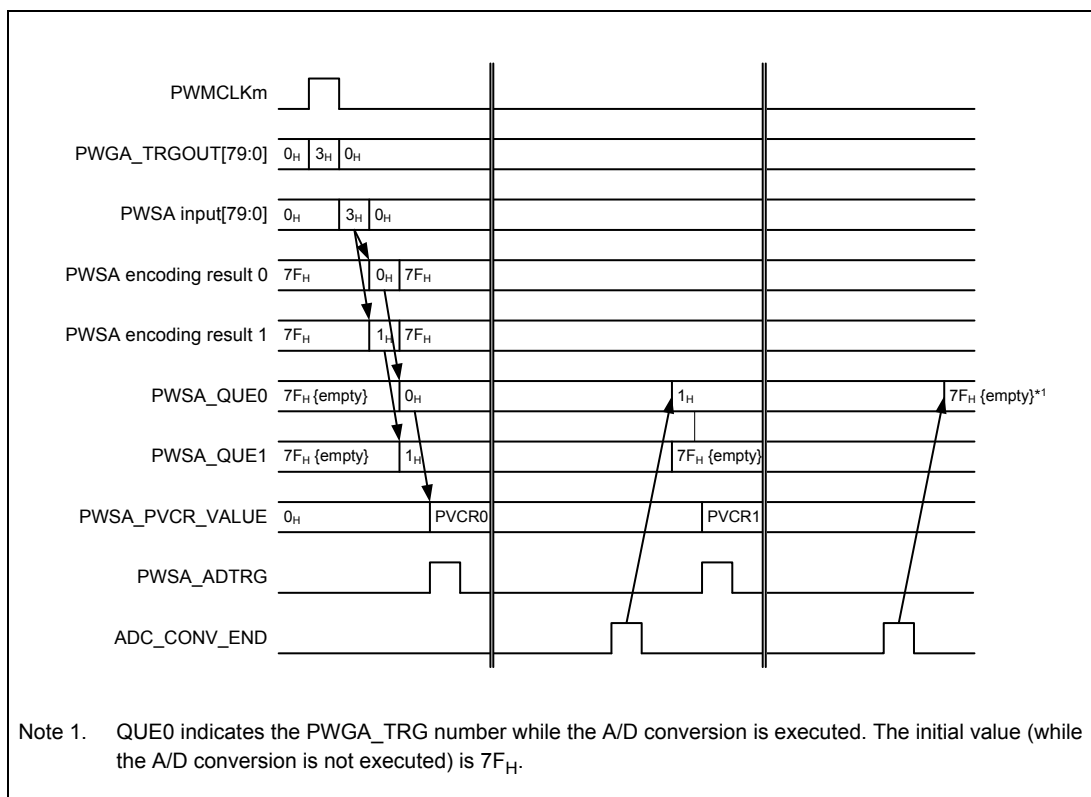 PWMCLKm
PWGA_TRGOUT[79:0] 0H 3H 0H
PWSA input[79:0] 0H 3H 0H
PWSA encoding result 0 7FH 0H 7FH
PWSA encoding result 1 7FH 1H 7FH
PWSA_QUE0 7FH {empty} 0H 1H 7FH {empty}*1
PWSA_QUE1 7FH {empty} 1H 7FH {empty}
PWSA_PVCR_VALUE 0H PVCR0 PVCR1
PWSA_ADTRG
ADC_CONV_END
Note 1. QUE0 indicates the PWGA_TRG number while the A/D conversion is executed. The initial value (while
the A/D conversion is not executed) is 7FH.